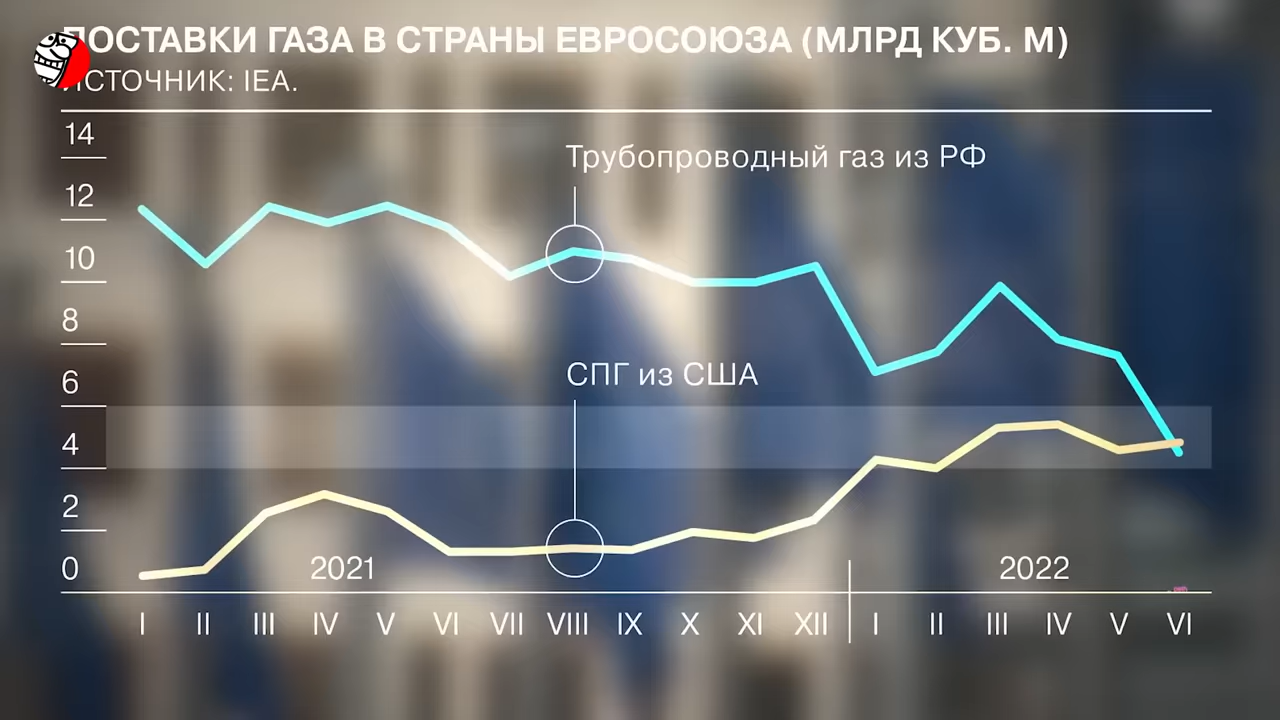 ПОСТАВКИ ГАЗА В СТРАНЫ ЕВРОСОЮЗА (МЛРД КУБ. М)
ИСТОЧНИК: IEA.
14
Трубопроводный газ из РФ
12
10
8
СПГ из США
6
4
2
0
2021
2022
I II III IV V VI VII VIII IX X XI XII I II III IV V VI